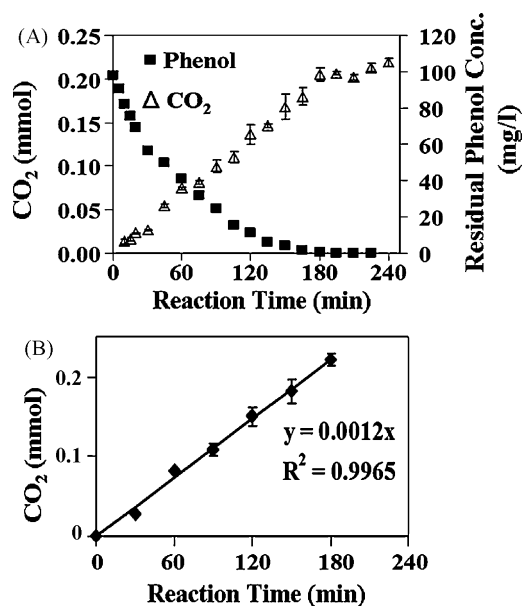 (A)
0.25
0.20
0.15
0.10
0.05
0.00
CO2 (mmol)
■ Phenol
△ CO2
120
100
80
60
40
20
0
Residual Phenol Conc.
(mg/l)
0 60 120 180 240
Reaction Time (min)
(B)
0.2
0.1
0
CO2 (mmol)
y = 0.0012x
R2 = 0.9965
0 60 120 180 240
Reaction Time (min)